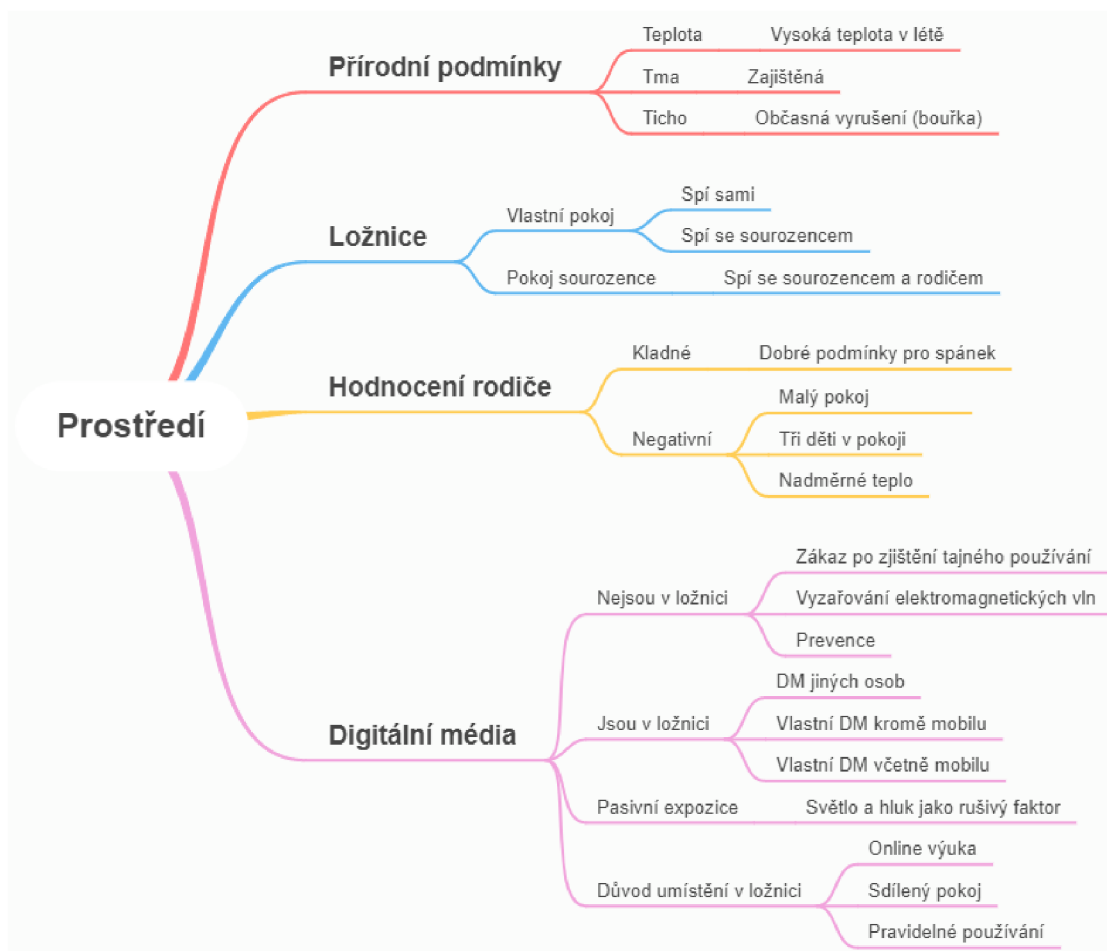 Prostředí
Přírodní podmínky
Teplota
Vysoká teplota v létě
Tma
Zajištěná
Ticho
Občasná vyrušení (bouřka)
Ložnice
Vlastní pokoj
Spí sami
Spí se sourozencem
Pokoj sourozence
Spí se sourozencem a rodičem
Hodnocení rodiče
Kladné
Dobré podmínky pro spánek
Negativní
Malý pokoj
Tři děti v pokoji
Nadměrné teplo
Digitální média
Nejsou v ložnici
Zákaz po zjištění tajného používání
Vyzařování elektromagnetických vln
Prevence
Jsou v ložnici
DM jiných osob
Vlastní DM kromě mobilu
Vlastní DM včetně mobilu
Pasivní expozice
Světlo a hluk jako rušivý faktor
Důvod umístění v ložnici
Online výuka
Sdílený pokoj
Pravidelné používání